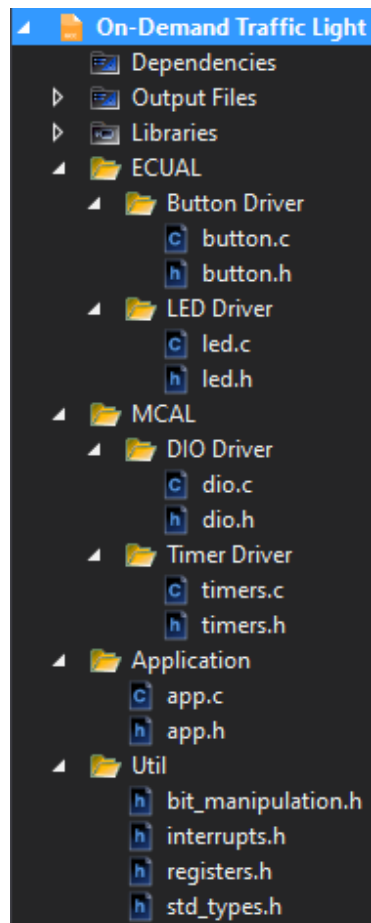 On-Demand Traffic Light
Dependencies
Output Files
Libraries
ECUAL
Button Driver
c button.c
h button.h
LED Driver
c led.c
h led.h
MCAL
DIO Driver
c dio.c
h dio.h
Timer Driver
c timers.c
h timers.h
Application
c app.c
h app.h
Util
h bit_manipulation.h
h interrupts.h
h registers.h
h std_types.h